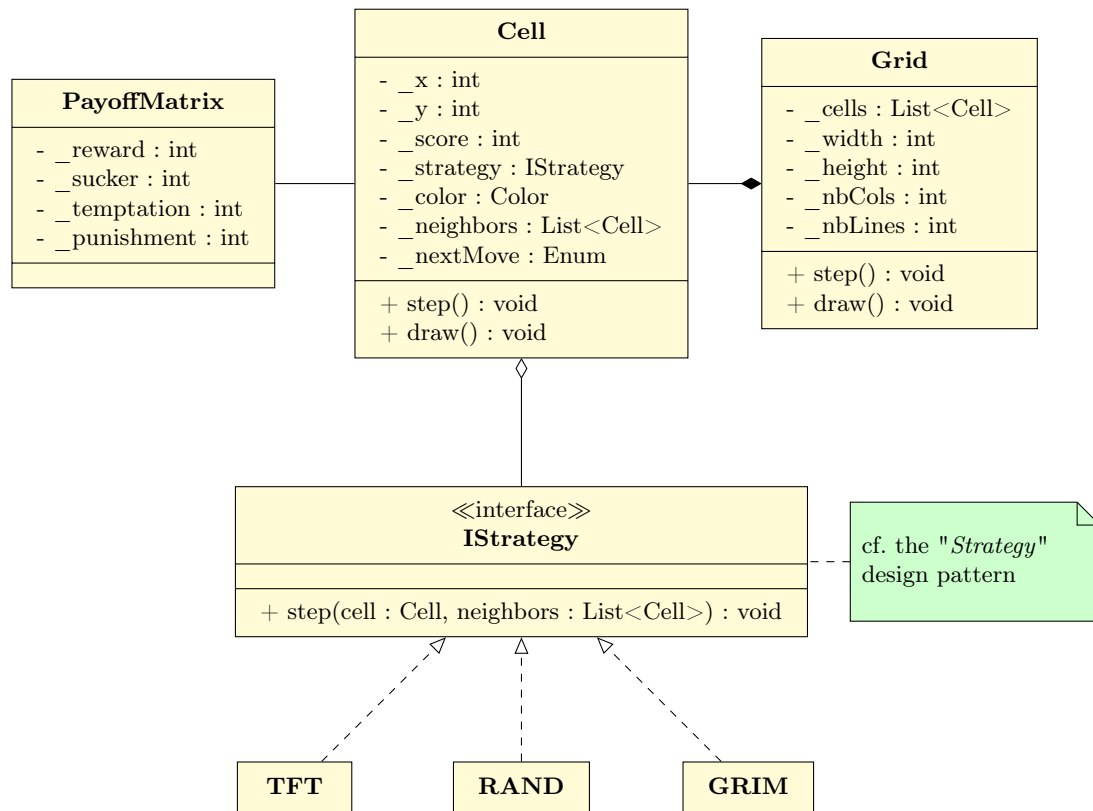 PayoffMatrix
- _reward : int
- _sucker : int
- _temptation : int
- _punishment : int
Cell
- _x : int
- _y : int
- _score : int
- _strategy : IStrategy
- _color : Color
- _neighbors : List<Cell>
- _nextMove : Enum
+ step() : void
+ draw() : void
Grid
- _cells : List<Cell>
- _width : int
- _height : int
- _nbCols : int
- _nbLines : int
+ step() : void
+ draw() : void
≪interface≫
IStrategy
+ step(cell : Cell, neighbors : List<Cell>) : void
cf. the "Strategy"
design pattern
TFT
RAND
GRIM